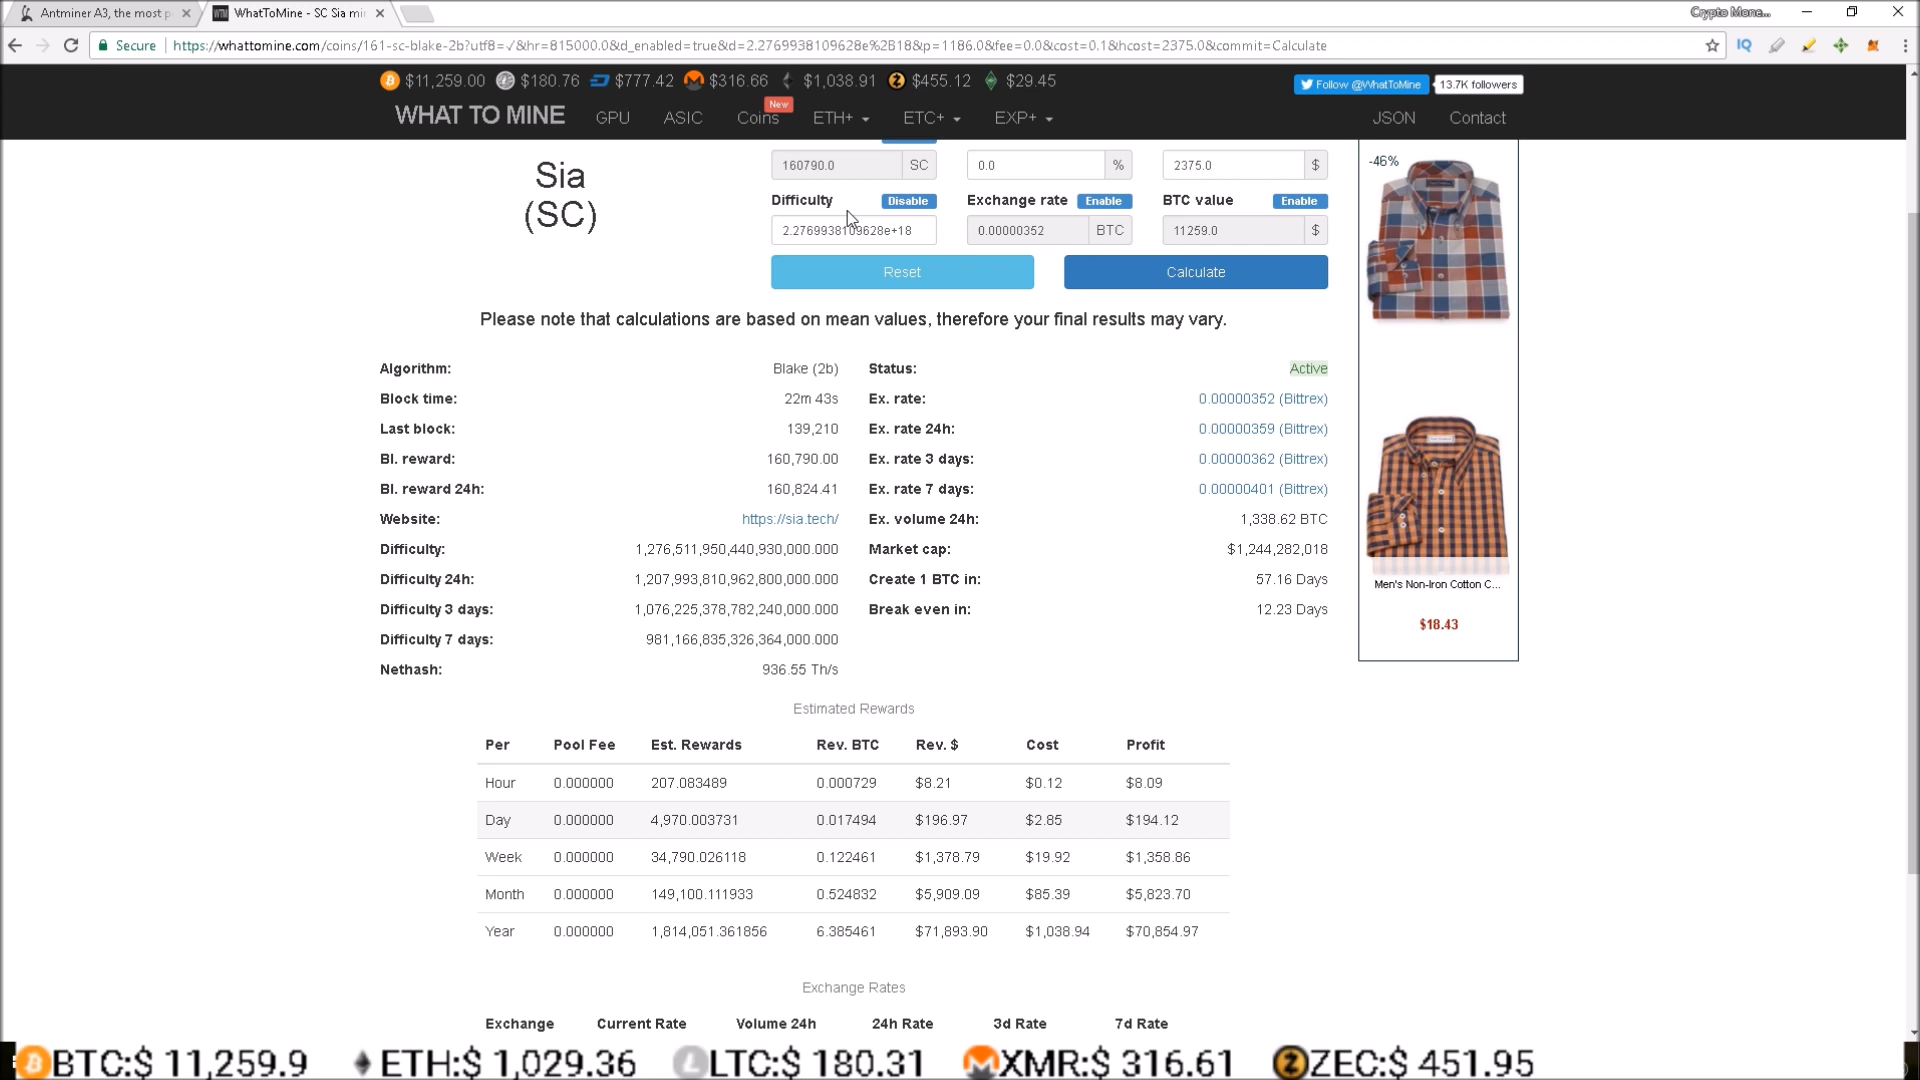 Antminer A3, the most p
WhatToMine - SC Sia mi
Crypto Mone...
Secure
https://whattomine.com/coins/161-sc-blake-2b?utf8=✓&hr=815000.0&d_enabled=true&d=2.2769938109628e%2B18&p=1186.0&fee=0.0&cost=0.1&hcost=2375.0&commit=Calculate
$11,259.00 $180.76 $777.42 $316.66 $1,038.91 $455.12 $29.45
Follow @WhatToMine 13.7K followers
WHAT TO MINE GPU ASIC Coins New ETH+ ETC+ EXP+ JSON Contact
Sia
(SC)
160790.0 SC 0.0 % 2375.0 $
Difficulty Disable Exchange rate Enable BTC value Enable
2.2769938109628e+18 0.00000352 BTC 11259.0 $
Reset Calculate
Please note that calculations are based on mean values, therefore your final results may vary.
Algorithm: Blake (2b) Status: Active
Block time: 22m 43s Ex. rate: 0.00000352 (Bittrex)
Last block: 139,210 Ex. rate 24h: 0.00000359 (Bittrex)
Bl. reward: 160,790.00 Ex. rate 3 days: 0.00000362 (Bittrex)
Bl. reward 24h: 160,824.41 Ex. rate 7 days: 0.00000401 (Bittrex)
Website: https://sia.tech/ Ex. volume 24h: 1,338.62 BTC
Difficulty: 1,276,511,950,440,930,000.000 Market cap: $1,244,282,018
Difficulty 24h: 1,207,993,810,962,800,000.000 Create 1 BTC in: 57.16 Days
Difficulty 3 days: 1,076,225,378,782,240,000.000 Break even in: 12.23 Days
Difficulty 7 days: 981,166,835,326,364,000.000
Nethash: 936.55 Th/s
-46%
Men's Non-Iron Cotton C...
$18.43
Estimated Rewards
Per Pool Fee Est. Rewards Rev. BTC Rev. $ Cost Profit
Hour 0.000000 207.083489 0.000729 $8.21 $0.12 $8.09
Day 0.000000 4,970.003731 0.017494 $196.97 $2.85 $194.12
Week 0.000000 34,790.026118 0.122461 $1,378.79 $19.92 $1,358.86
Month 0.000000 149,100.111933 0.524832 $5,909.09 $85.39 $5,823.70
Year 0.000000 1,814,051.361856 6.385461 $71,893.90 $1,038.94 $70,854.97
Exchange Rates
Exchange Current Rate Volume 24h 24h Rate 3d Rate 7d Rate
BTC:$ 11,259.9 ETH:$ 1,029.36 LTC:$ 180.31 XMR:$ 316.61 ZEC:$ 451.95